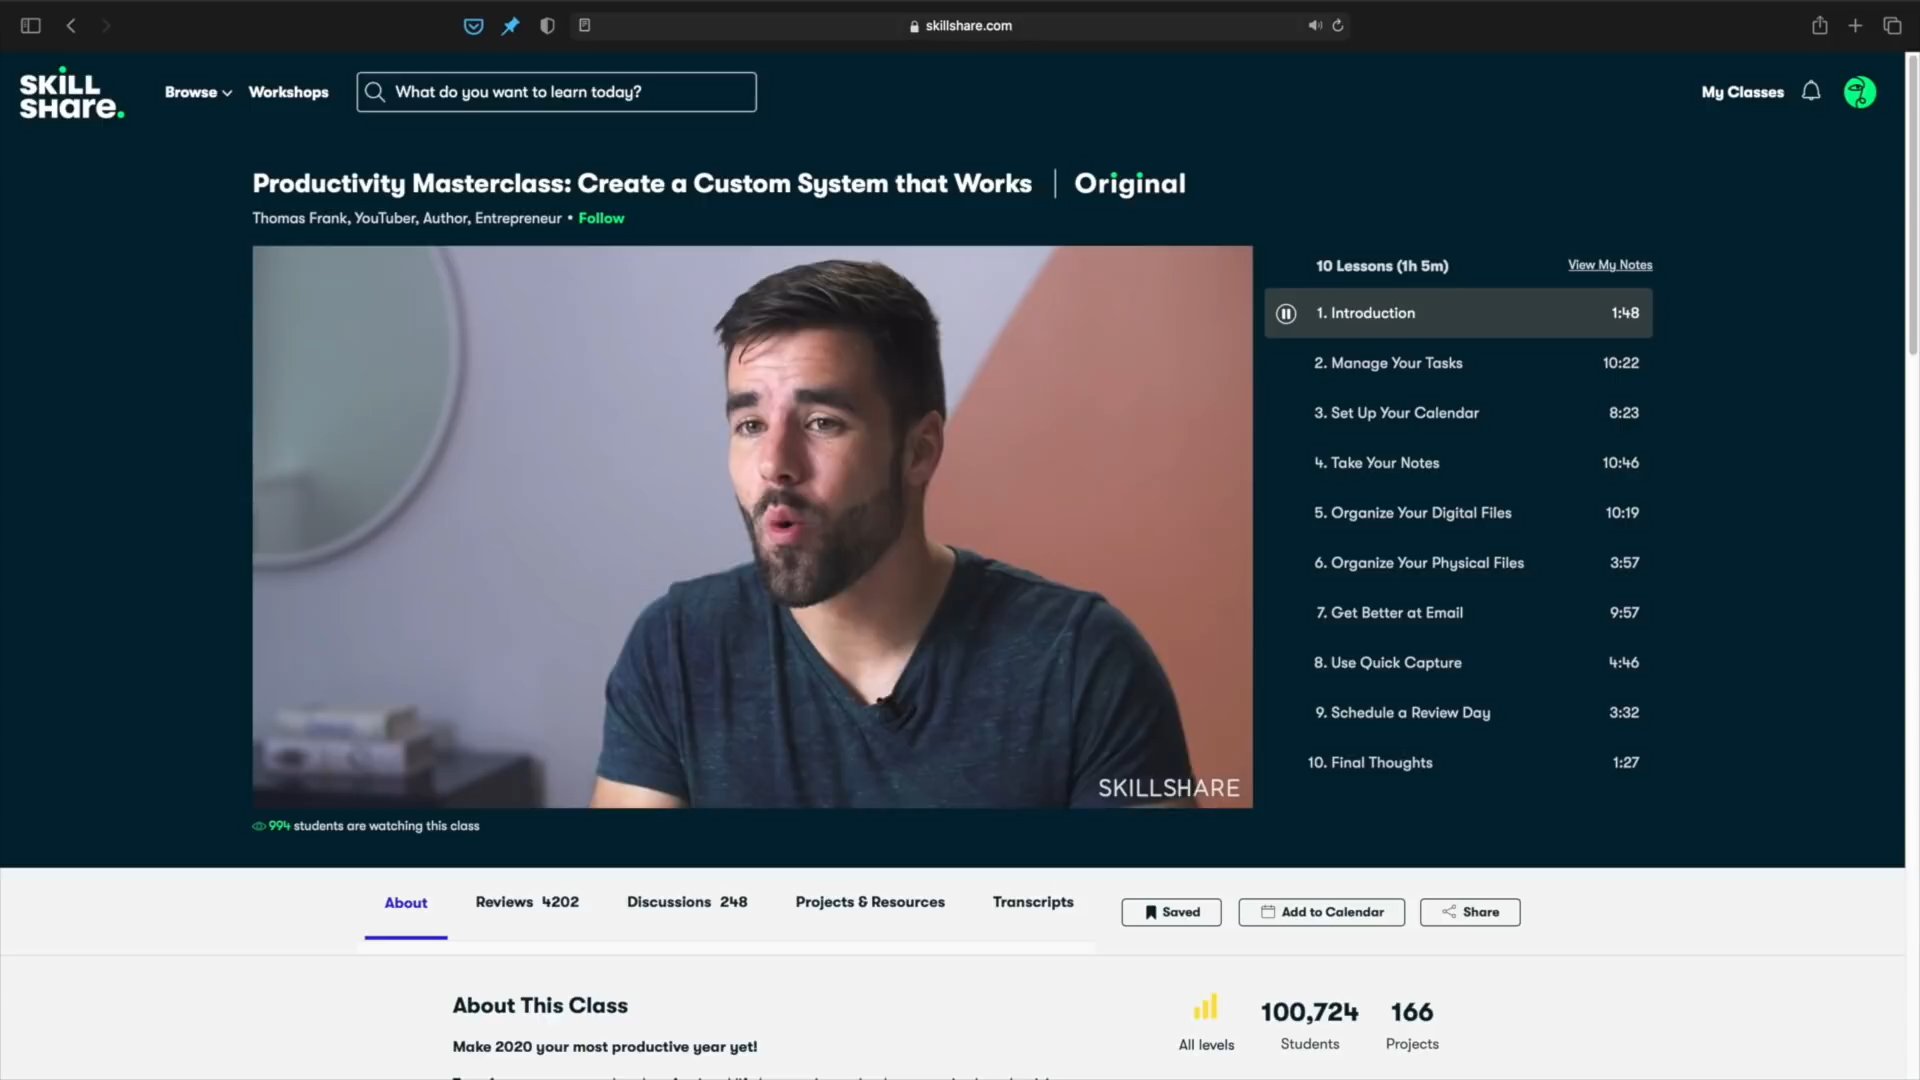 skillshare.com
SKILL
SHare.
Browse
Workshops
What do you want to learn today?
My Classes
Productivity Masterclass: Create a Custom System that Works | Original
Thomas Frank, YouTuber, Author, Entrepreneur • Follow
SKILLSHARE
994 students are watching this class
10 Lessons (1h 5m)
View My Notes
1. Introduction 1:48
2. Manage Your Tasks 10:22
3. Set Up Your Calendar 8:23
4. Take Your Notes 10:46
5. Organize Your Digital Files 10:19
6. Organize Your Physical Files 3:57
7. Get Better at Email 9:57
8. Use Quick Capture 4:46
9. Schedule a Review Day 3:32
10. Final Thoughts 1:27
About
Reviews 4202
Discussions 248
Projects & Resources
Transcripts
Saved
Add to Calendar
Share
About This Class
Make 2020 your most productive year yet!
All levels
100,724
Students
166
Projects